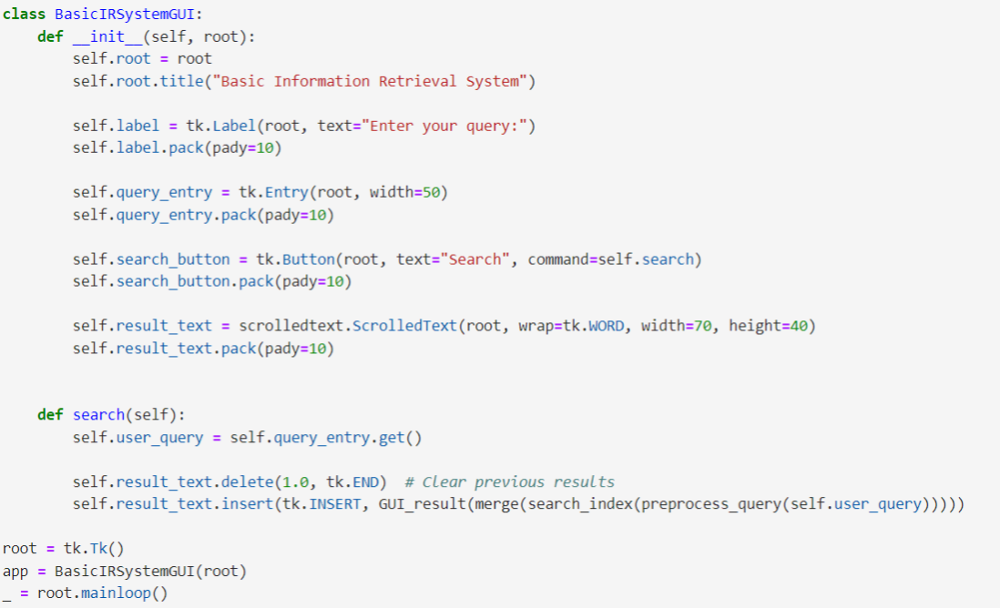 class BasicIRSystemGUI:
    def __init__(self, root):
        self.root = root
        self.root.title("Basic Information Retrieval System")

        self.label = tk.Label(root, text="Enter your query:")
        self.label.pack(pady=10)

        self.query_entry = tk.Entry(root, width=50)
        self.query_entry.pack(pady=10)

        self.search_button = tk.Button(root, text="Search", command=self.search)
        self.search_button.pack(pady=10)

        self.result_text = scrolledtext.ScrolledText(root, wrap=tk.WORD, width=70, height=40)
        self.result_text.pack(pady=10)


    def search(self):
        self.user_query = self.query_entry.get()

        self.result_text.delete(1.0, tk.END)  # Clear previous results
        self.result_text.insert(tk.INSERT, GUI_result(merge(search_index(preprocess_query(self.user_query)))))

root = tk.Tk()
app = BasicIRSystemGUI(root)
_ = root.mainloop()